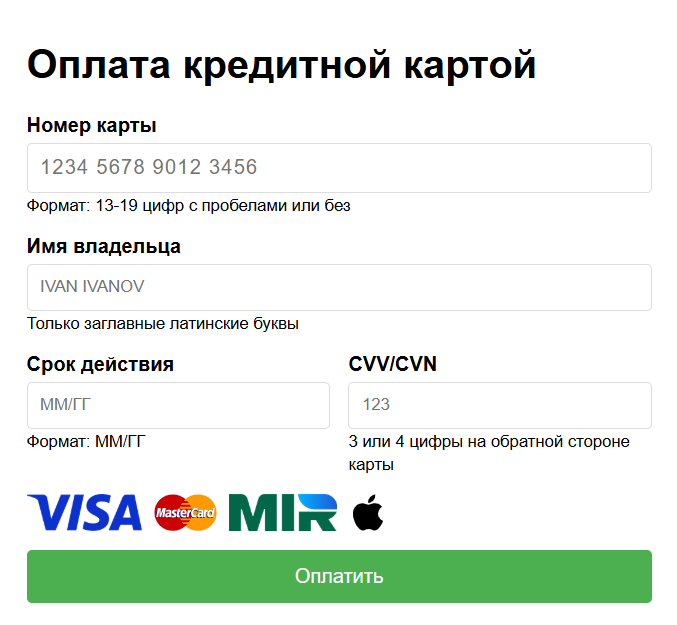 Оплата кредитной картой
Номер карты
1234 5678 9012 3456
Формат: 13-19 цифр с пробелами или без
Имя владельца
IVAN IVANOV
Только заглавные латинские буквы
Срок действия
ММ/ГГ
Формат: ММ/ГГ
CVV/CVN
123
3 или 4 цифры на обратной стороне
карты
VISA MasterCard MIR
Оплатить